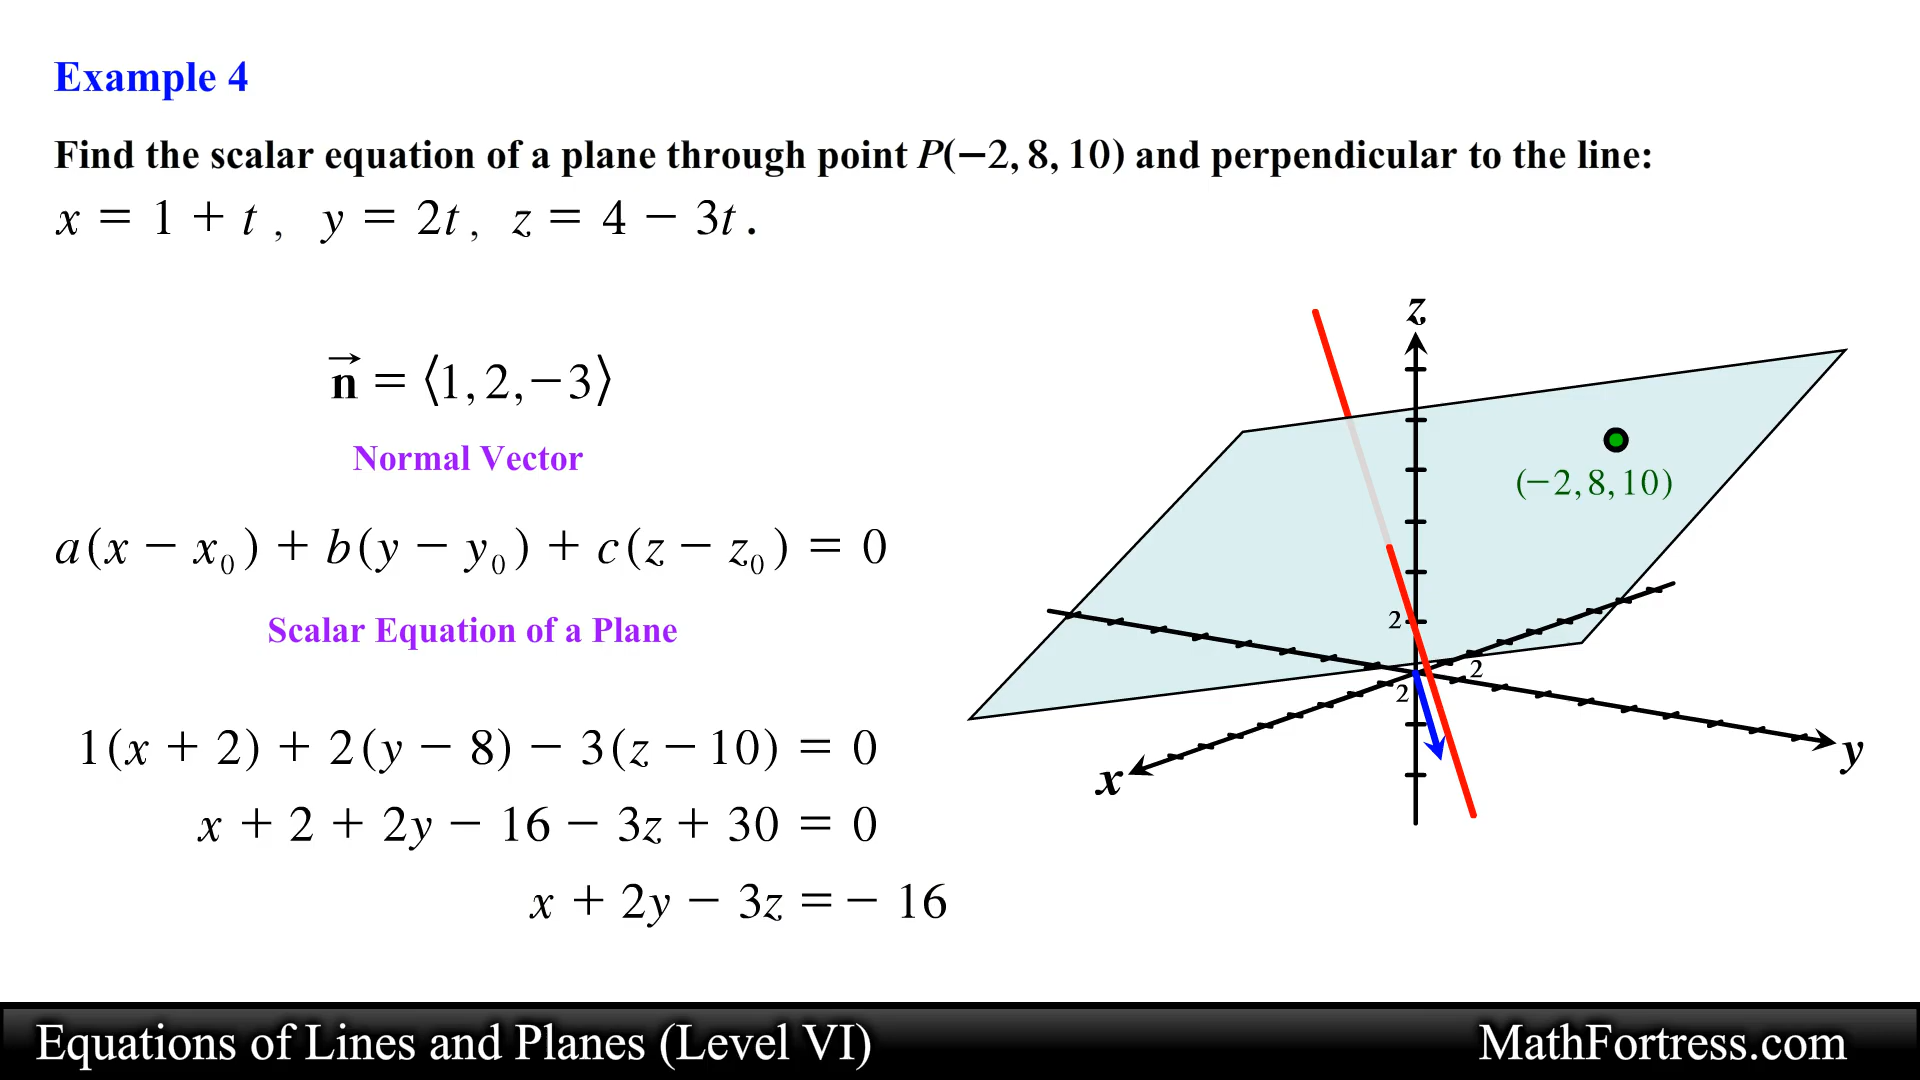 Example 4
Find the scalar equation of a plane through point P(−2, 8, 10) and perpendicular to the line:
x = 1 + t , y = 2t , z = 4 − 3t .
n⃗ = ⟨1, 2, −3⟩
Normal Vector
a(x − x₀) + b(y − y₀) + c(z − z₀) = 0
Scalar Equation of a Plane
1(x + 2) + 2(y − 8) − 3(z − 10) = 0
x + 2 + 2y − 16 − 3z + 30 = 0
x + 2y − 3z = − 16
z
(−2, 8, 10)
2
2
2
x
y
Equations of Lines and Planes (Level VI)
MathFortress.com